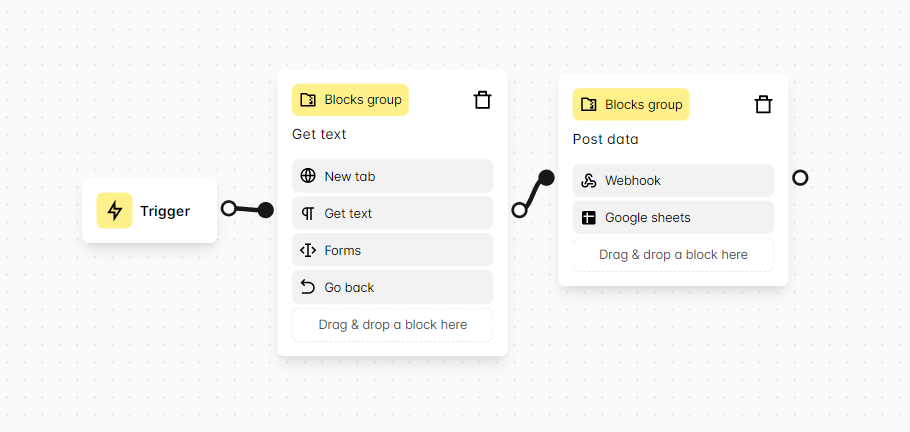 Trigger
Blocks group
Get text
New tab
Get text
Forms
Go back
Drag & drop a block here
Blocks group
Post data
Webhook
Google sheets
Drag & drop a block here